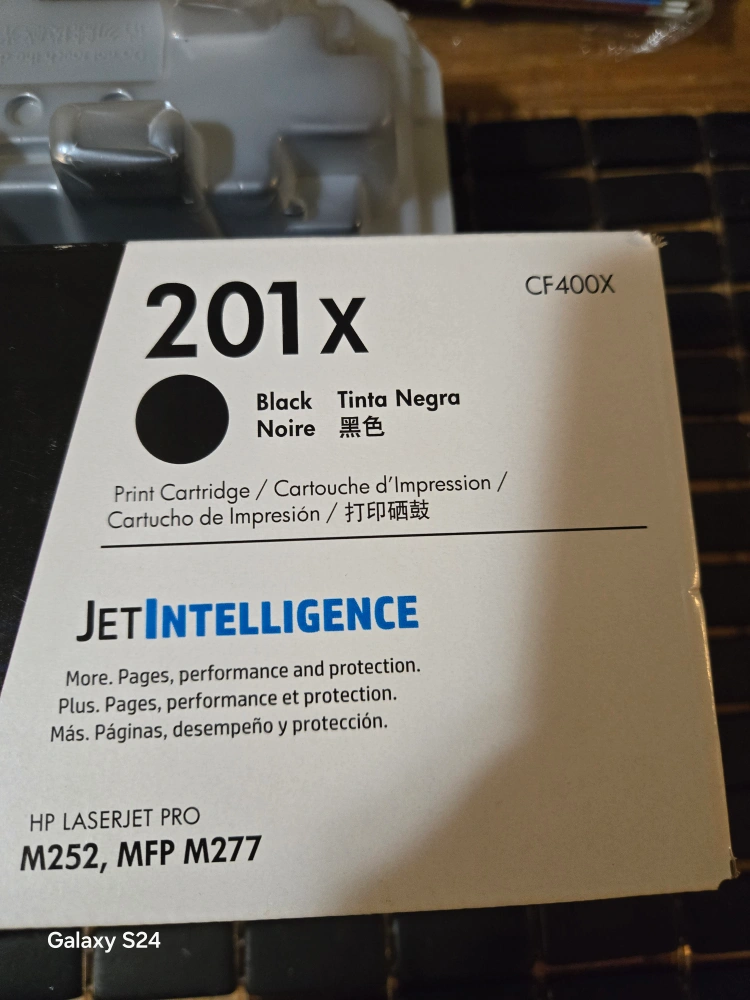 201x
CF400X
Black Tinta Negra
Noire 黑色
Print Cartridge / Cartouche d'Impression /
Cartucho de Impresión / 打印硒鼓
JETINTELLIGENCE
More. Pages, performance and protection.
Plus. Pages, performance et protection.
Más. Páginas, desempeño y protección.
HP LASERJET PRO
M252, MFP M277
Galaxy S24